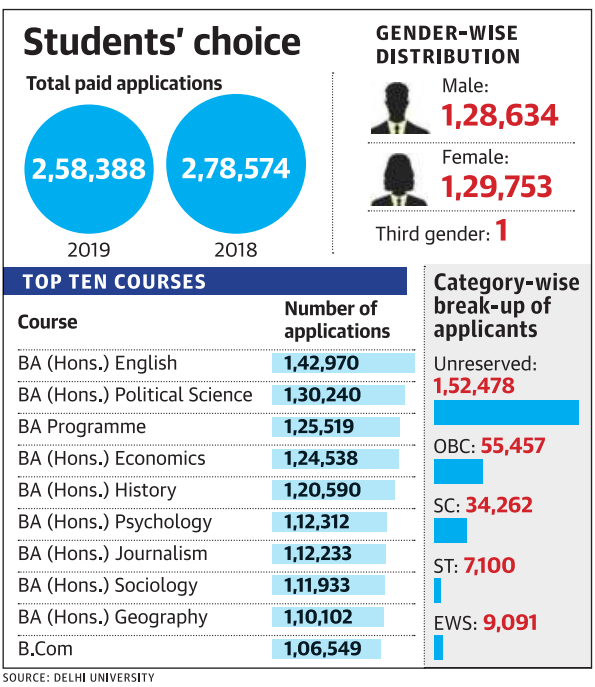 Students' choice
Total paid applications
2,58,388
2,78,574
2019
2018
GENDER-WISE
DISTRIBUTION
Male:
1,28,634
Female:
1,29,753
Third gender: 1
TOP TEN COURSES
Course
Number of
applications
BA (Hons.) English 1,42,970
BA (Hons.) Political Science 1,30,240
BA Programme 1,25,519
BA (Hons.) Economics 1,24,538
BA (Hons.) History 1,20,590
BA (Hons.) Psychology 1,12,312
BA (Hons.) Journalism 1,12,233
BA (Hons.) Sociology 1,11,933
BA (Hons.) Geography 1,10,102
B.Com 1,06,549
Category-wise
break-up of
applicants
Unreserved:
1,52,478
OBC: 55,457
SC: 34,262
ST: 7,100
EWS: 9,091
SOURCE: DELHI UNIVERSITY